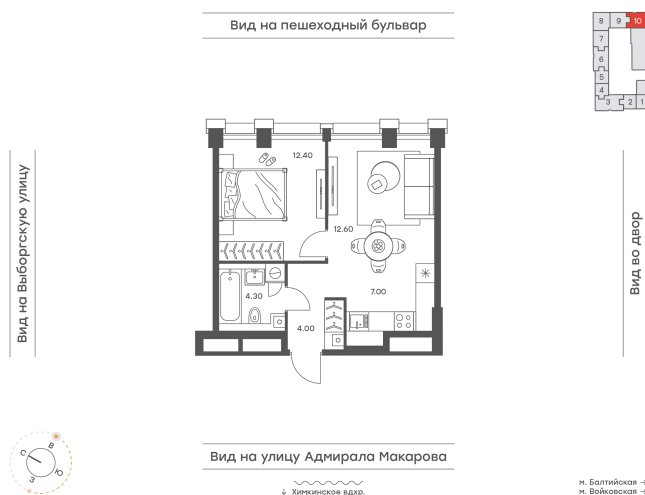 Вид на пешеходный бульвар
8 9 10
7
6
5
4
3 2 1
Вид на Выборгскую улицу
Вид во двор
12.40
12.60
4.30
7.00
4.00
Вид на улицу Адмирала Макарова
↓ Химкинское вдхр.
С В Ю З
м. Балтийская →
м. Войковская →